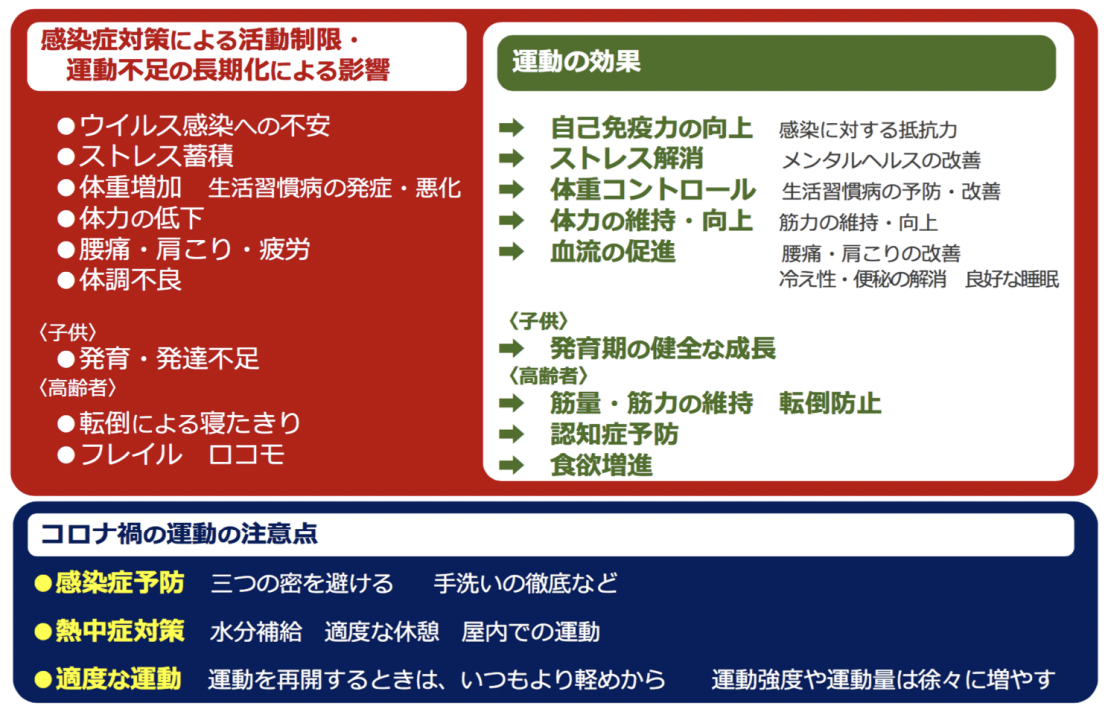 感染症対策による活動制限・
運動不足の長期化による影響
●ウイルス感染への不安
●ストレス蓄積
●体重増加　生活習慣病の発症・悪化
●体力の低下
●腰痛・肩こり・疲労
●体調不良
〈子供〉
●発育・発達不足
〈高齢者〉
●転倒による寝たきり
●フレイル　ロコモ
運動の効果
➡ 自己免疫力の向上　感染に対する抵抗力
➡ ストレス解消　メンタルヘルスの改善
➡ 体重コントロール　生活習慣病の予防・改善
➡ 体力の維持・向上　筋力の維持・向上
➡ 血流の促進　腰痛・肩こりの改善
冷え性・便秘の解消　良好な睡眠
〈子供〉
➡ 発育期の健全な成長
〈高齢者〉
➡ 筋量・筋力の維持　転倒防止
➡ 認知症予防
➡ 食欲増進
コロナ禍の運動の注意点
●感染症予防　三つの密を避ける　手洗いの徹底など
●熱中症対策　水分補給　適度な休憩　屋内での運動
●適度な運動　運動を再開するときは、いつもより軽めから　運動強度や運動量は徐々に増やす